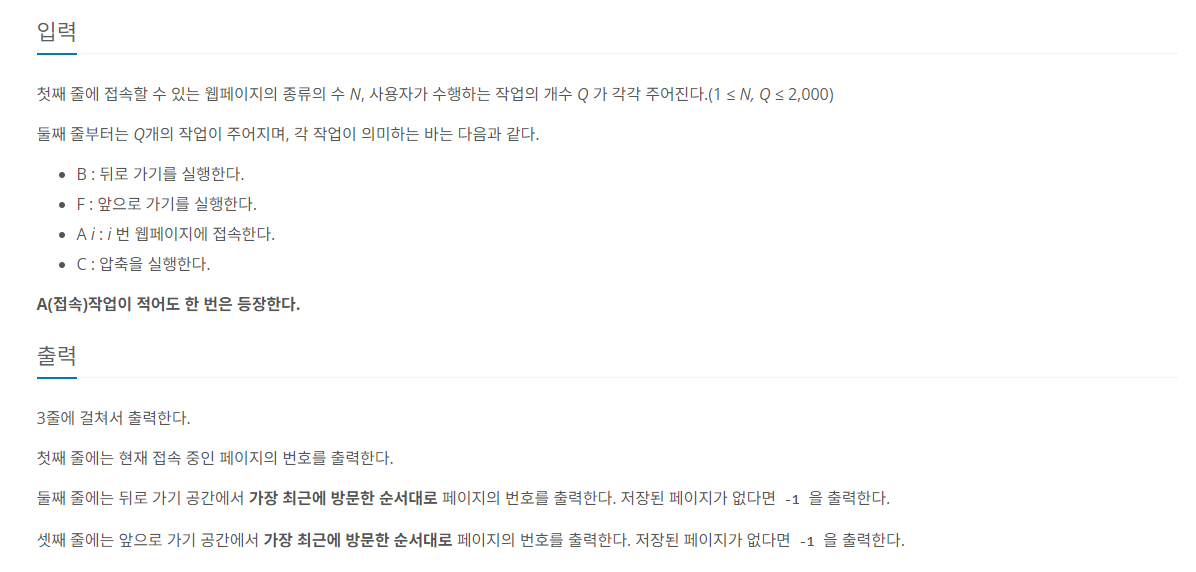 입력
첫째 줄에 접속할 수 있는 웹페이지의 종류의 수 N, 사용자가 수행하는 작업의 개수 Q 가 각각 주어진다.(1 ≤ N, Q ≤ 2,000)
둘째 줄부터는 Q개의 작업이 주어지며, 각 작업이 의미하는 바는 다음과 같다.
• B : 뒤로 가기를 실행한다.
• F : 앞으로 가기를 실행한다.
• A i : i 번 웹페이지에 접속한다.
• C : 압축을 실행한다.
A(접속)작업이 적어도 한 번은 등장한다.
출력
3줄에 걸쳐서 출력한다.
첫째 줄에는 현재 접속 중인 페이지의 번호를 출력한다.
둘째 줄에는 뒤로 가기 공간에서 가장 최근에 방문한 순서대로 페이지의 번호를 출력한다. 저장된 페이지가 없다면 -1 을 출력한다.
셋째 줄에는 앞으로 가기 공간에서 가장 최근에 방문한 순서대로 페이지의 번호를 출력한다. 저장된 페이지가 없다면 -1 을 출력한다.